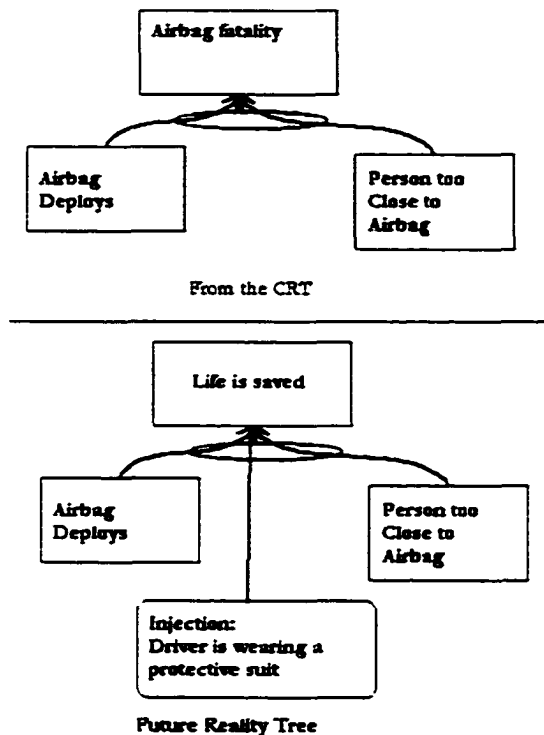 Airbag fatality
Airbag
Deploys
Person too
Close to
Airbag
From the CRT
Life is saved
Airbag
Deploys
Person too
Close to
Airbag
Injection:
Driver is wearing a
protective suit
Future Reality Tree